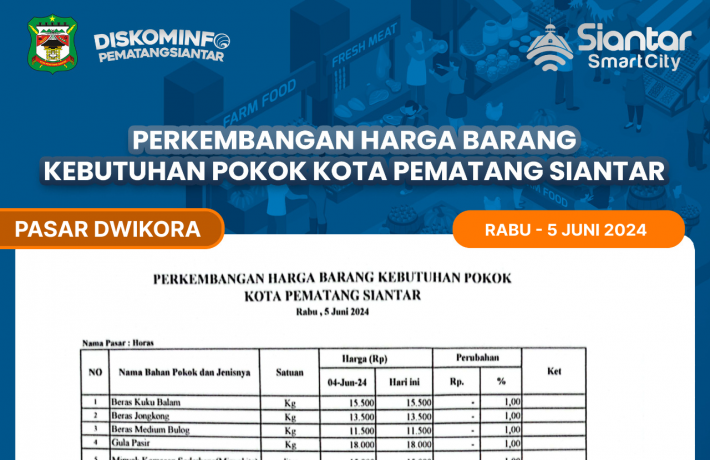 DISKOMINFO
PEMATANGSIANTAR
Siantar
SmartCity
FRESH MEAT
FARM FOOD
PERKEMBANGAN HARGA BARANG
KEBUTUHAN POKOK KOTA PEMATANG SIANTAR
PASAR DWIKORA
RABU - 5 JUNI 2024
PERKEMBANGAN HARGA BARANG KEBUTUHAN POKOK
KOTA PEMATANG SIANTAR
Rabu , 5 Juni 2024
Nama Pasar : Horas
NO Nama Bahan Pokok dan Jenisnya Satuan Harga (Rp) Perubahan Ket
04-Jun-24 Hari ini Rp. %
1 Beras Kuku Balam Kg 15.500 15.500 - 1,00
2 Beras Jongkong Kg 13.500 13.500 - 1,00
3 Beras Medium Bulog Kg 11.500 11.500 - 1,00
4 Gula Pasir Kg 18.000 18.000 - 1,00